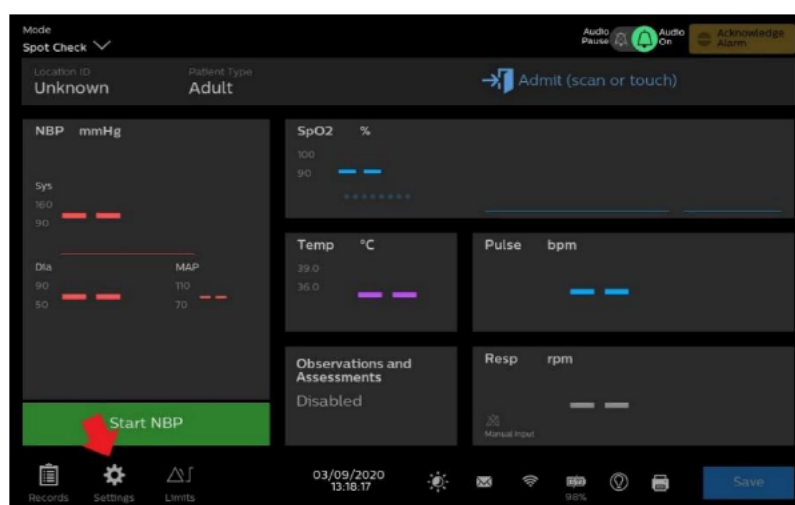 Mode
Spot Check
Audio Pause
Audio On
Acknowledge Alarm
Location ID
Unknown
Patient Type
Adult
Admit (scan or touch)
NBP mmHg
Sys
160
90
Dia
90
50
MAP
110
70
Start NBP
SpO2 %
100
90
Temp °C
39.0
36.0
Pulse bpm
Observations and
Assessments
Disabled
Resp rpm
Manual Input
Records
Settings
Limits
03/09/2020
13:18:17
98%
Save